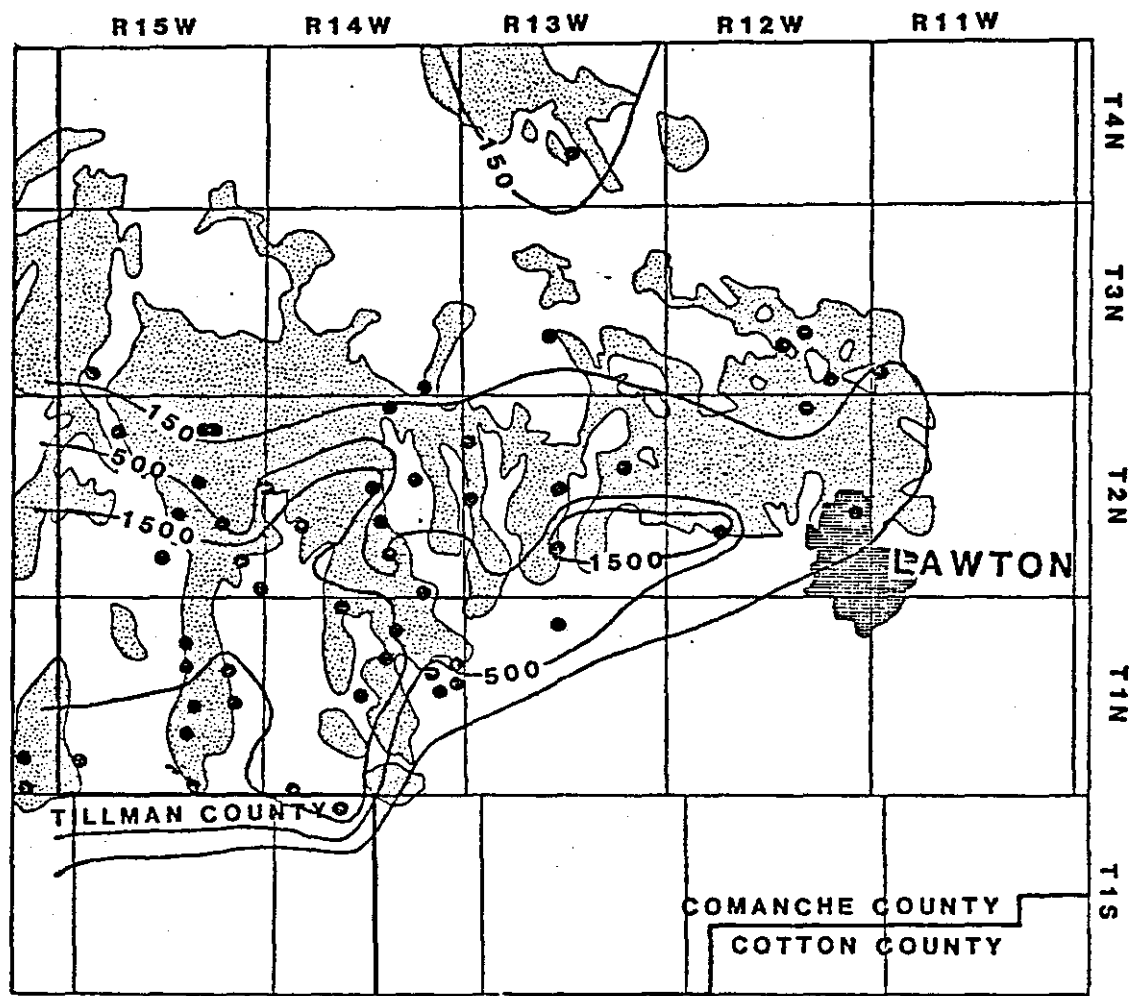 R15W R14W R13W R12W R11W
T4N
150
T3N
150
500
1500
T2N
1500
LAWTON
500
T1N
TILLMAN COUNTY
T1S
COMANCHE COUNTY
COTTON COUNTY